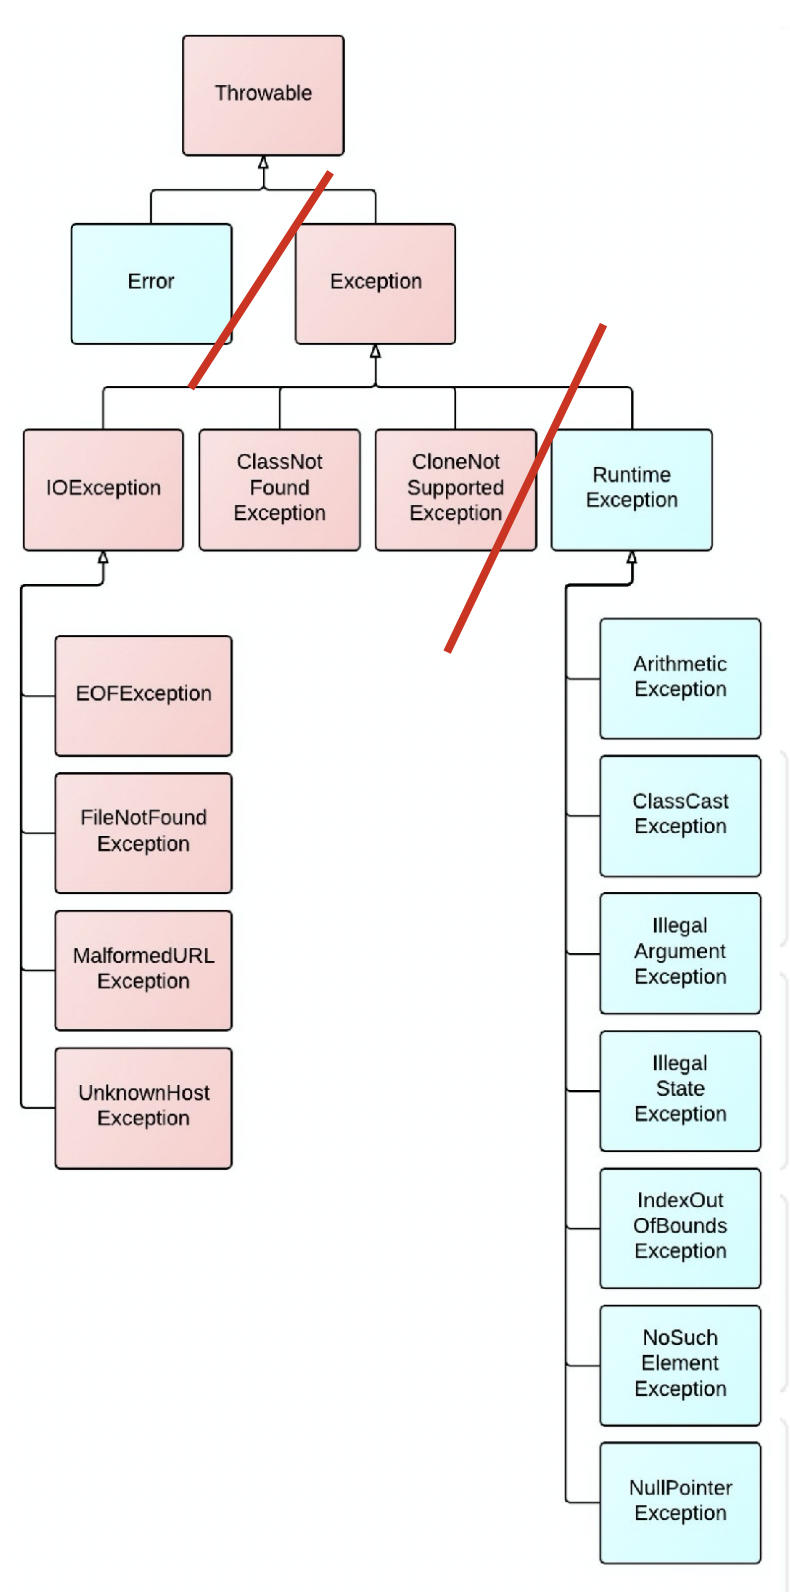 Throwable
Error
Exception
IOException
ClassNot
Found
Exception
CloneNot
Supported
Exception
Runtime
Exception
EOFException
FileNotFound
Exception
MalformedURL
Exception
UnknownHost
Exception
Arithmetic
Exception
ClassCast
Exception
Illegal
Argument
Exception
Illegal
State
Exception
IndexOut
OfBounds
Exception
NoSuch
Element
Exception
NullPointer
Exception